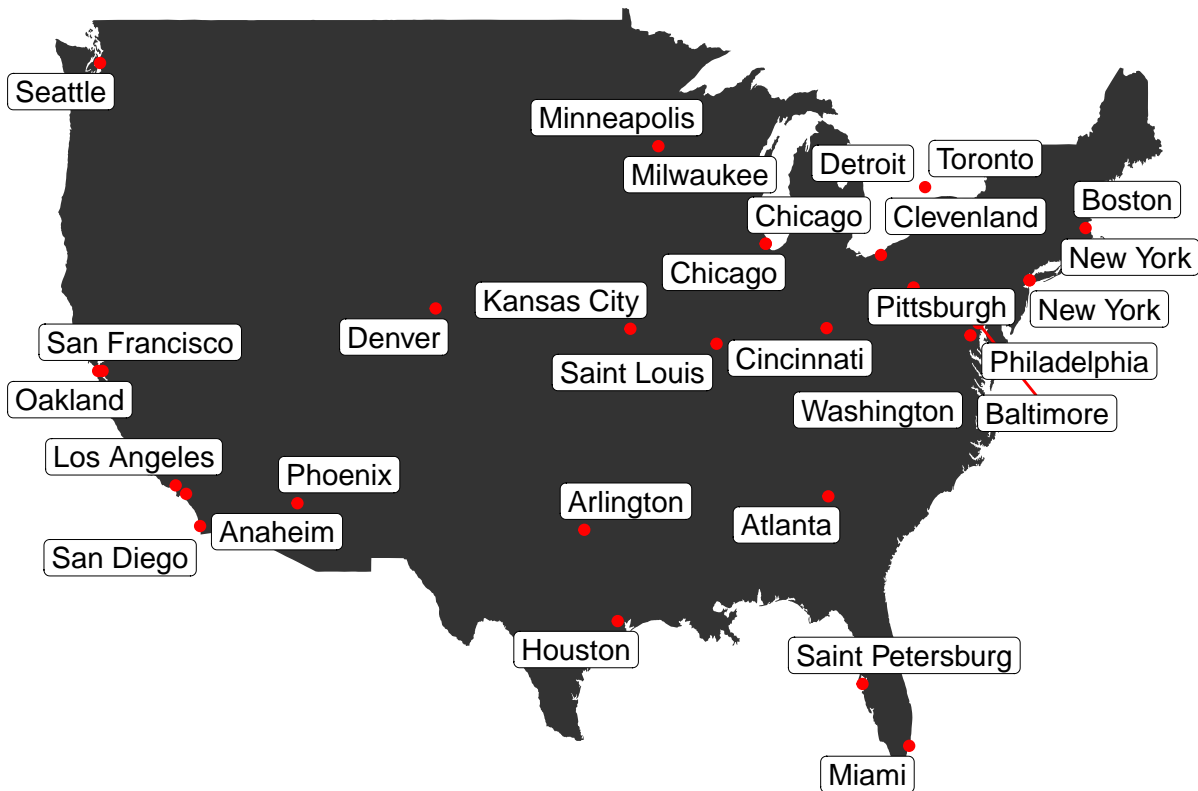 Seattle
Minneapolis
Detroit
Toronto
Milwaukee
Boston
Chicago
Clevenland
New York
Chicago
Kansas City
Pittsburgh
New York
Denver
San Francisco
Saint Louis
Cincinnati
Philadelphia
Oakland
Washington
Baltimore
Los Angeles
Phoenix
Arlington
Atlanta
Anaheim
San Diego
Houston
Saint Petersburg
Miami